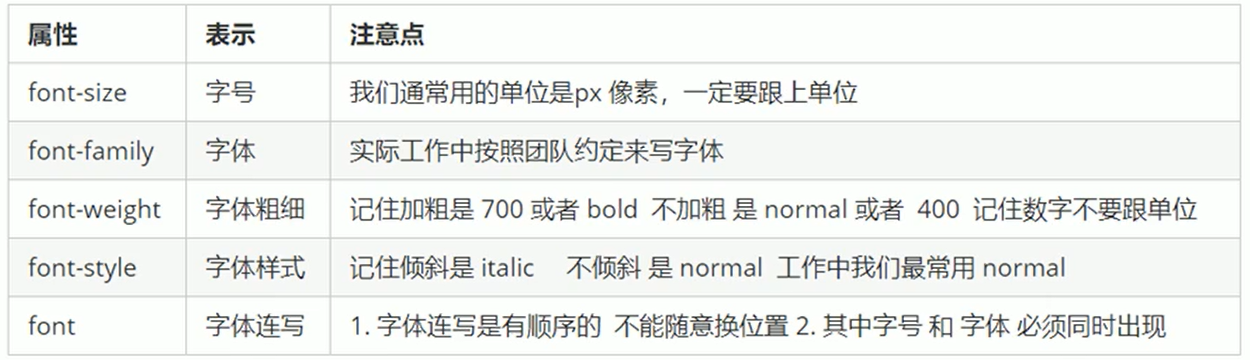 属性 表示 注意点
font-size 字号 我们通常用的单位是px 像素，一定要跟上单位
font-family 字体 实际工作中按照团队约定来写字体
font-weight 字体粗细 记住加粗是 700 或者 bold 不加粗 是 normal 或者 400 记住数字不要跟单位
font-style 字体样式 记住倾斜是 italic 不倾斜 是 normal 工作中我们最常用 normal
font 字体连写 1. 字体连写是有顺序的 不能随意换位置 2. 其中字号 和 字体 必须同时出现